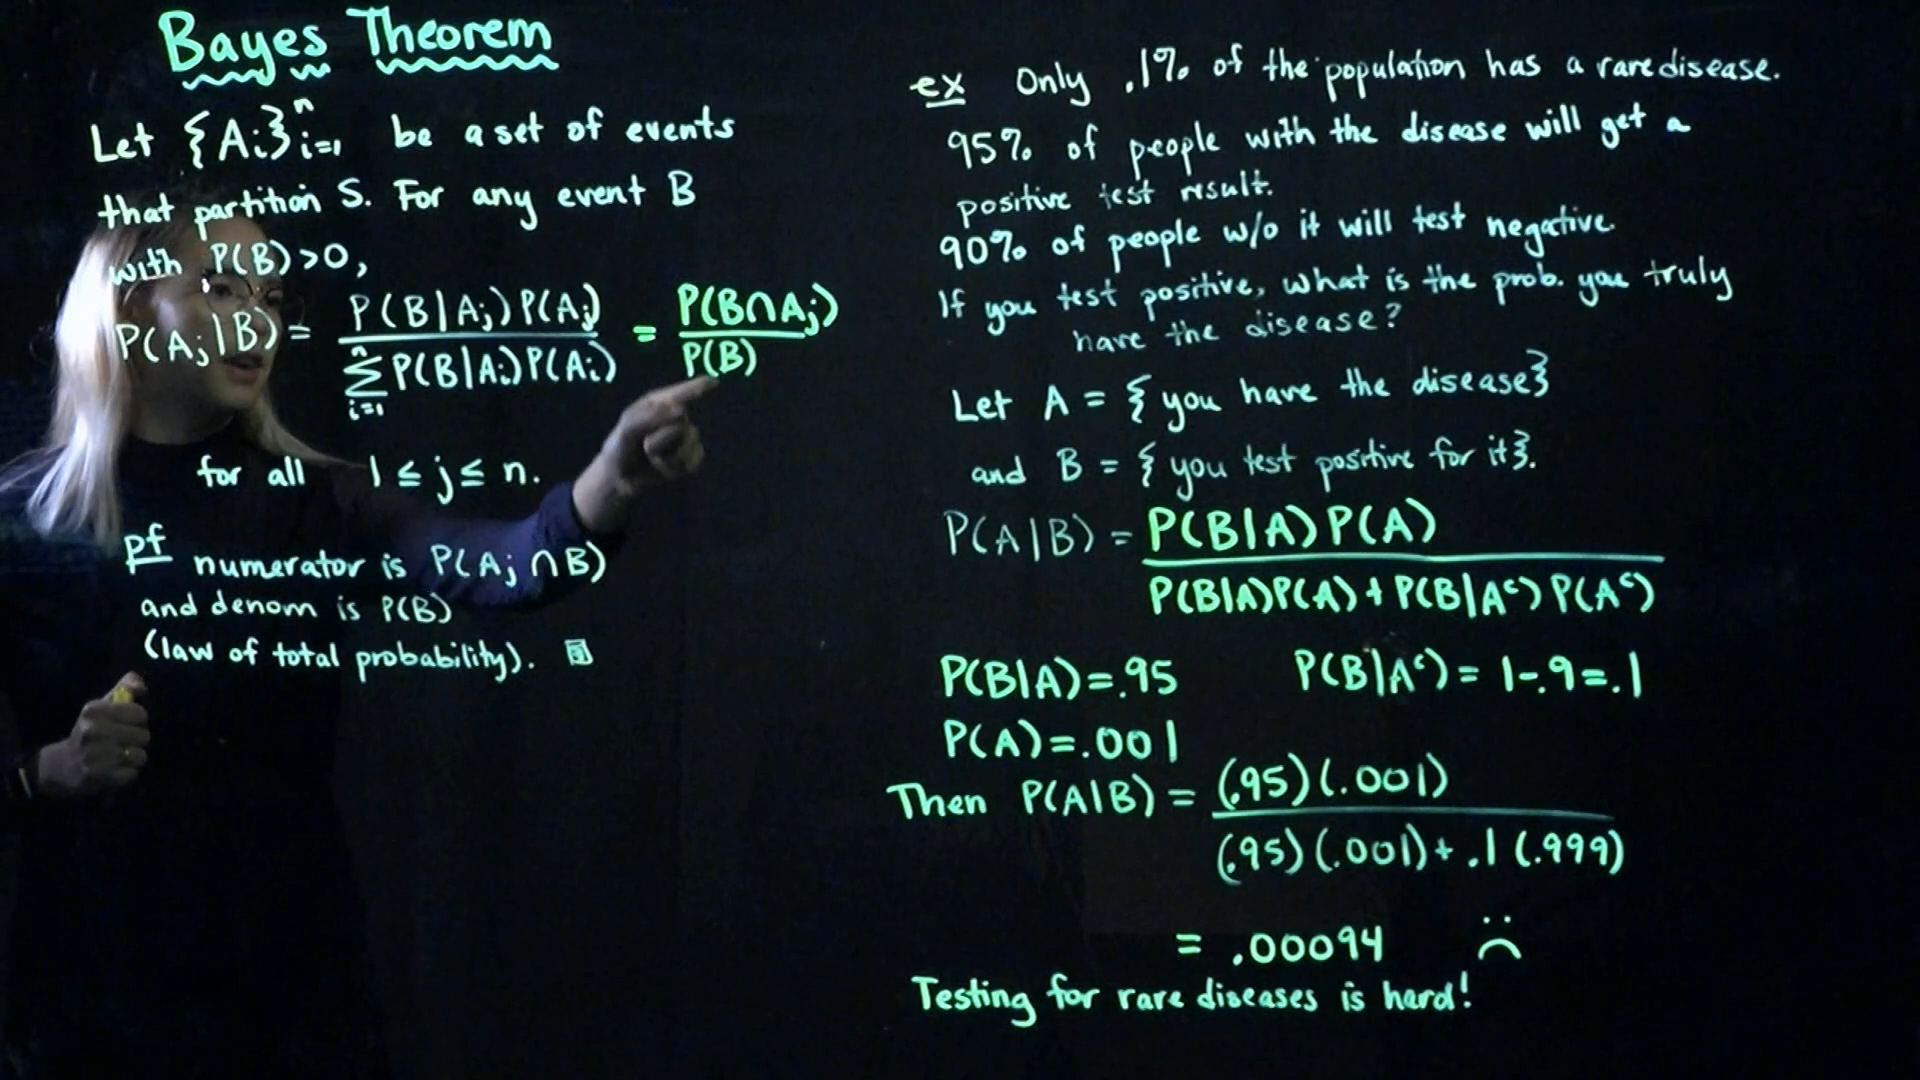 Bayes Theorem
Let {Aᵢ}ⁿᵢ₌₁ be a set of events
that partition S. For any event B
with P(B)>0,
P(Aⱼ|B) = P(B|Aⱼ)P(Aⱼ) / ∑ⁿᵢ₌₁ P(B|Aᵢ)P(Aᵢ) = P(B∩Aⱼ) / P(B)
for all 1 ≤ j ≤ n.
pf numerator is P(Aⱼ ∩ B)
and denom is P(B)
(law of total probability).
ex Only .1% of the population has a rare disease.
95% of people with the disease will get a
positive test result.
90% of people w/o it will test negative.
If you test positive, what is the prob. you truly
have the disease?
Let A = {you have the disease}
and B = {you test positive for it}.
P(A|B) = P(B|A)P(A) / P(B|A)P(A) + P(B|Aᶜ)P(Aᶜ)
P(B|A)=.95 P(B|Aᶜ)= 1-.9=.1
P(A)=.001
Then P(A|B) = (.95)(.001) / (.95)(.001) + .1(.999)
= .00094
Testing for rare diseases is hard!